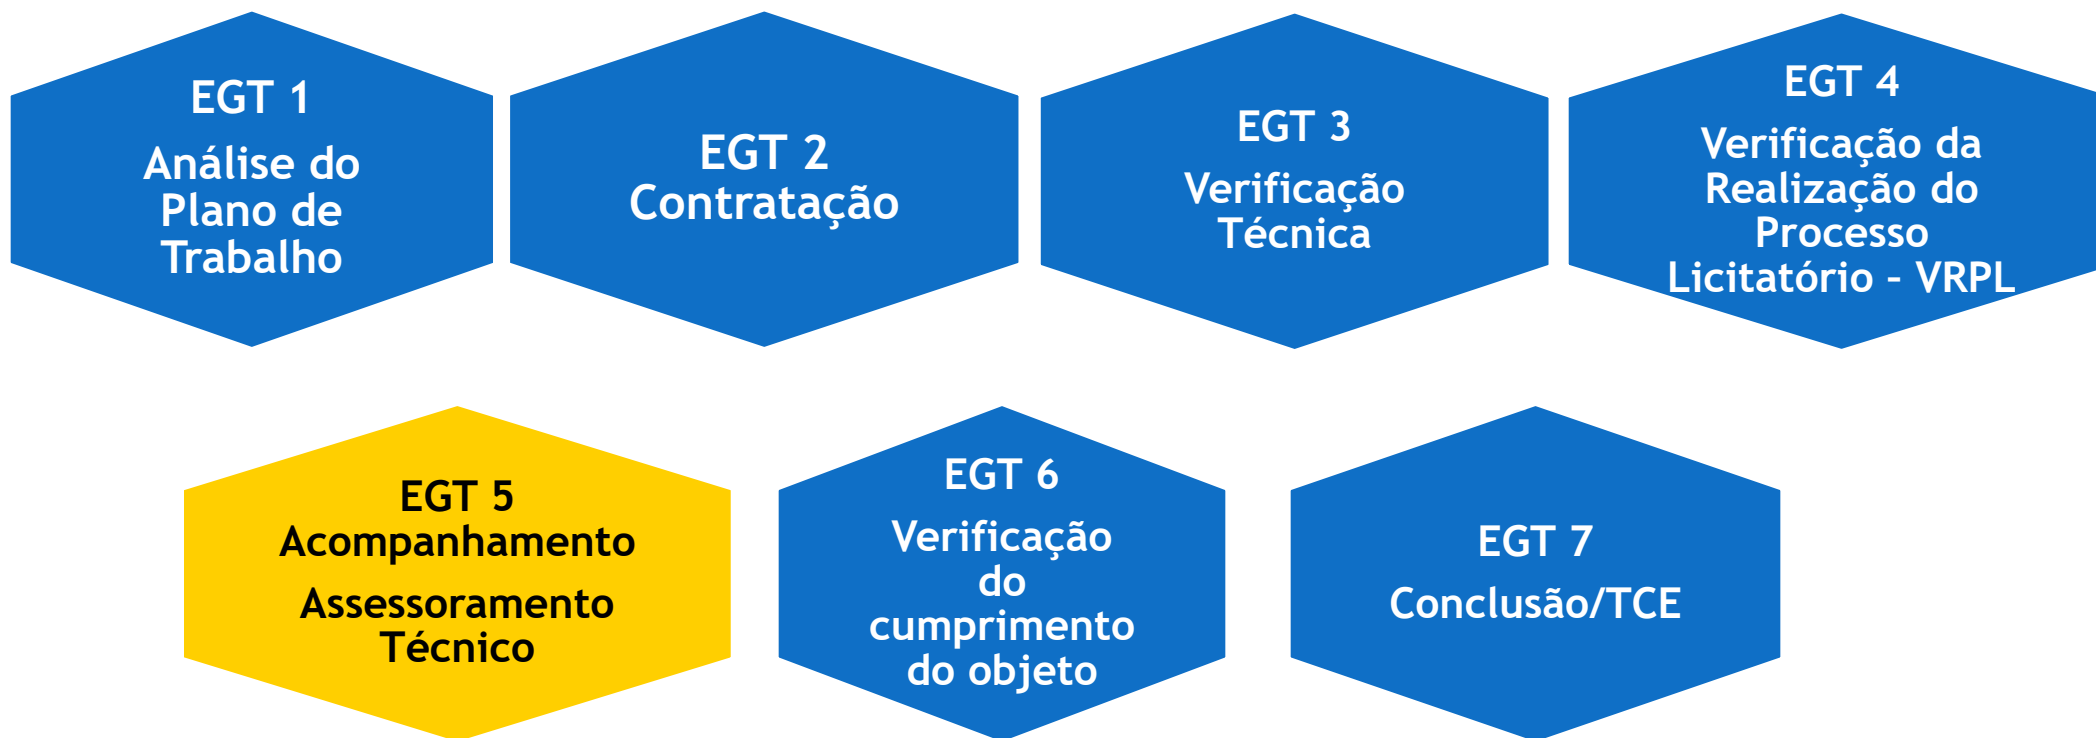 EGT 1
Análise do
Plano de
Trabalho
EGT 2
Contratação
EGT 3
Verificação
Técnica
EGT 4
Verificação da
Realização do
Processo
Licitatório – VRPL
EGT 5
Acompanhamento
Assessoramento
Técnico
EGT 6
Verificação
do
cumprimento
do objeto
EGT 7
Conclusão/TCE